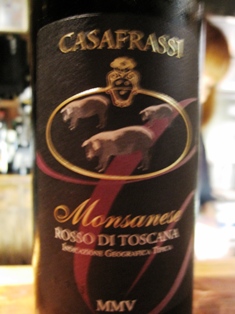 CASAFRASSI
Monsanese
ROSSO DI TOSCANA
INDICAZIONE GEOGRAFICA TIPICA
MMV